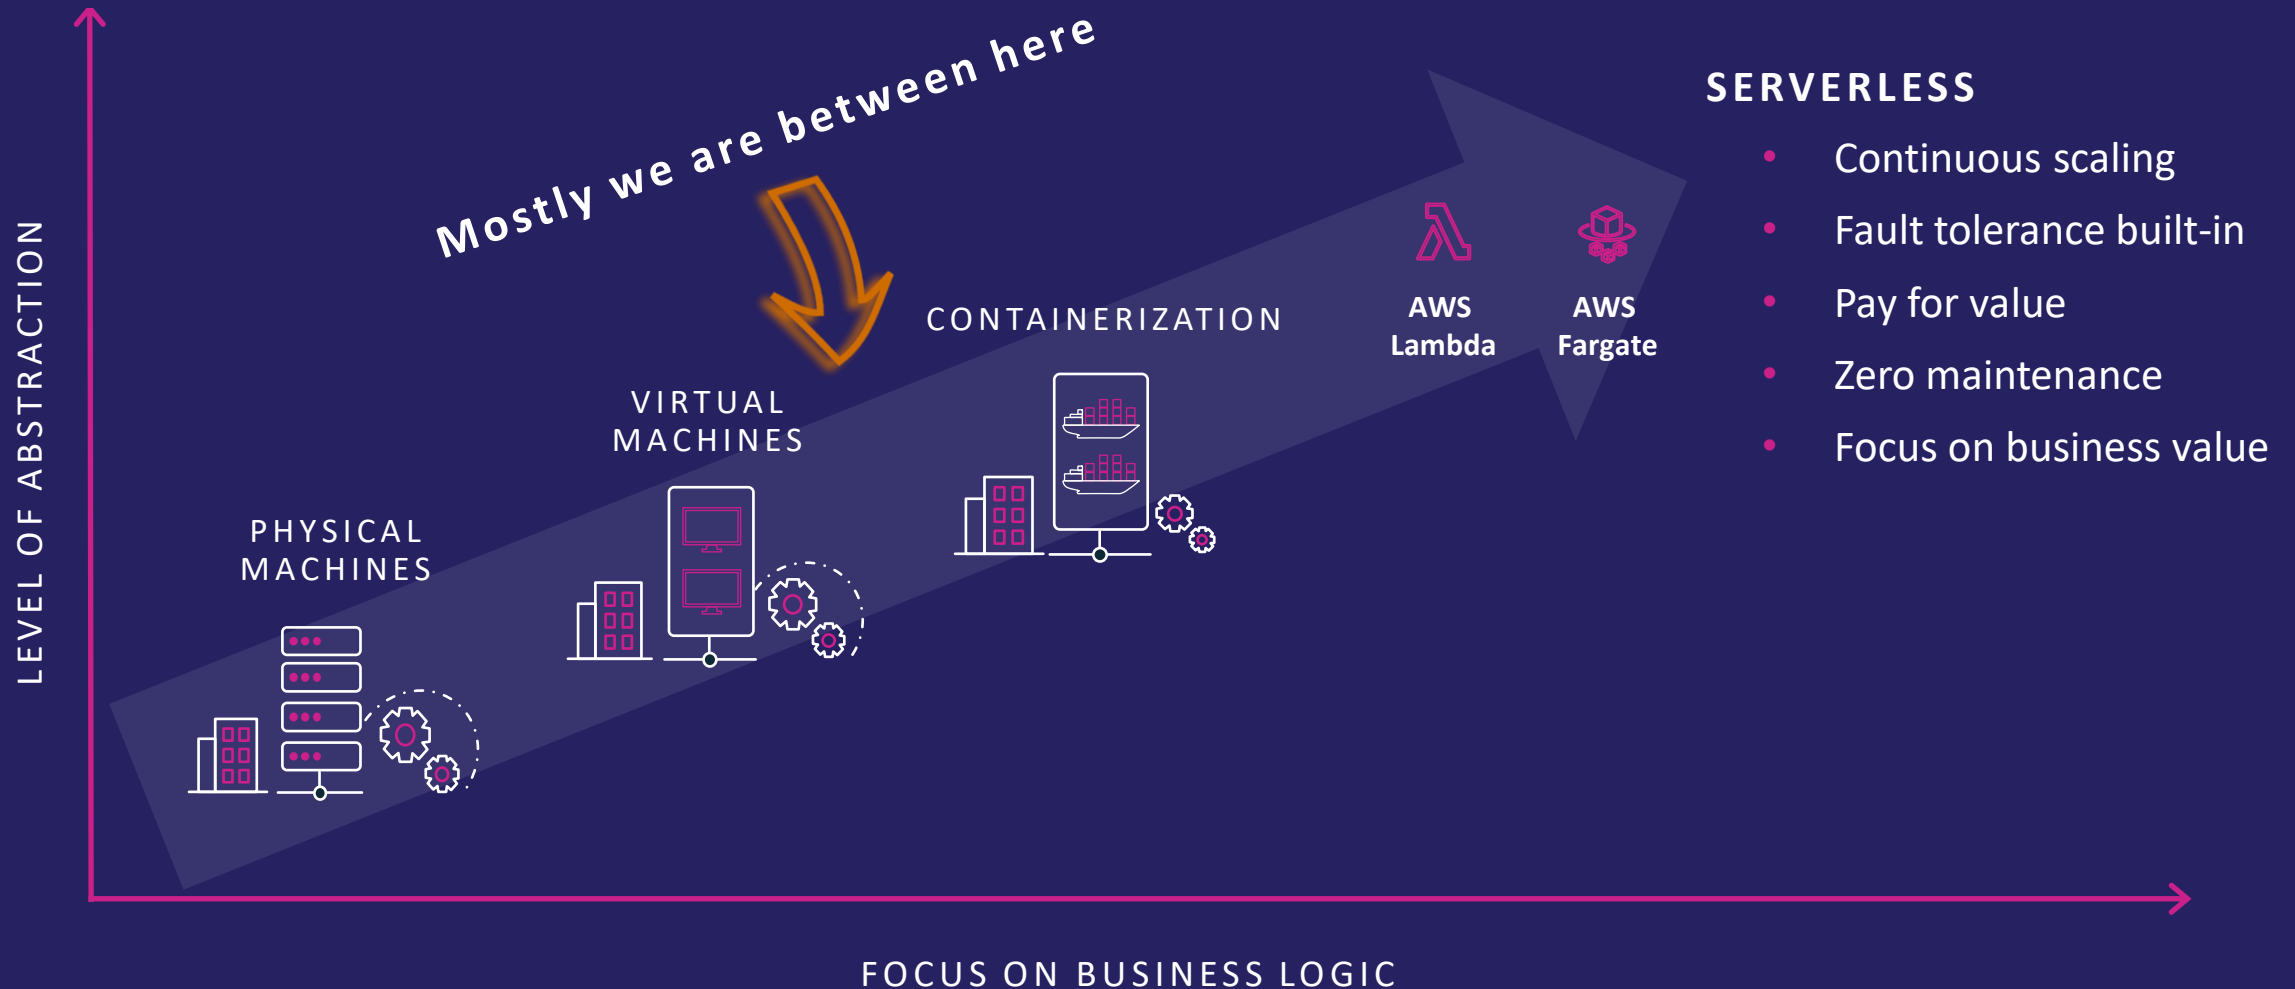 Mostly we are between here
SERVERLESS
• Continuous scaling
• Fault tolerance built-in
• Pay for value
• Zero maintenance
• Focus on business value
AWS
Lambda
AWS
Fargate
CONTAINERIZATION
VIRTUAL
MACHINES
PHYSICAL
MACHINES
LEVEL OF ABSTRACTION
FOCUS ON BUSINESS LOGIC